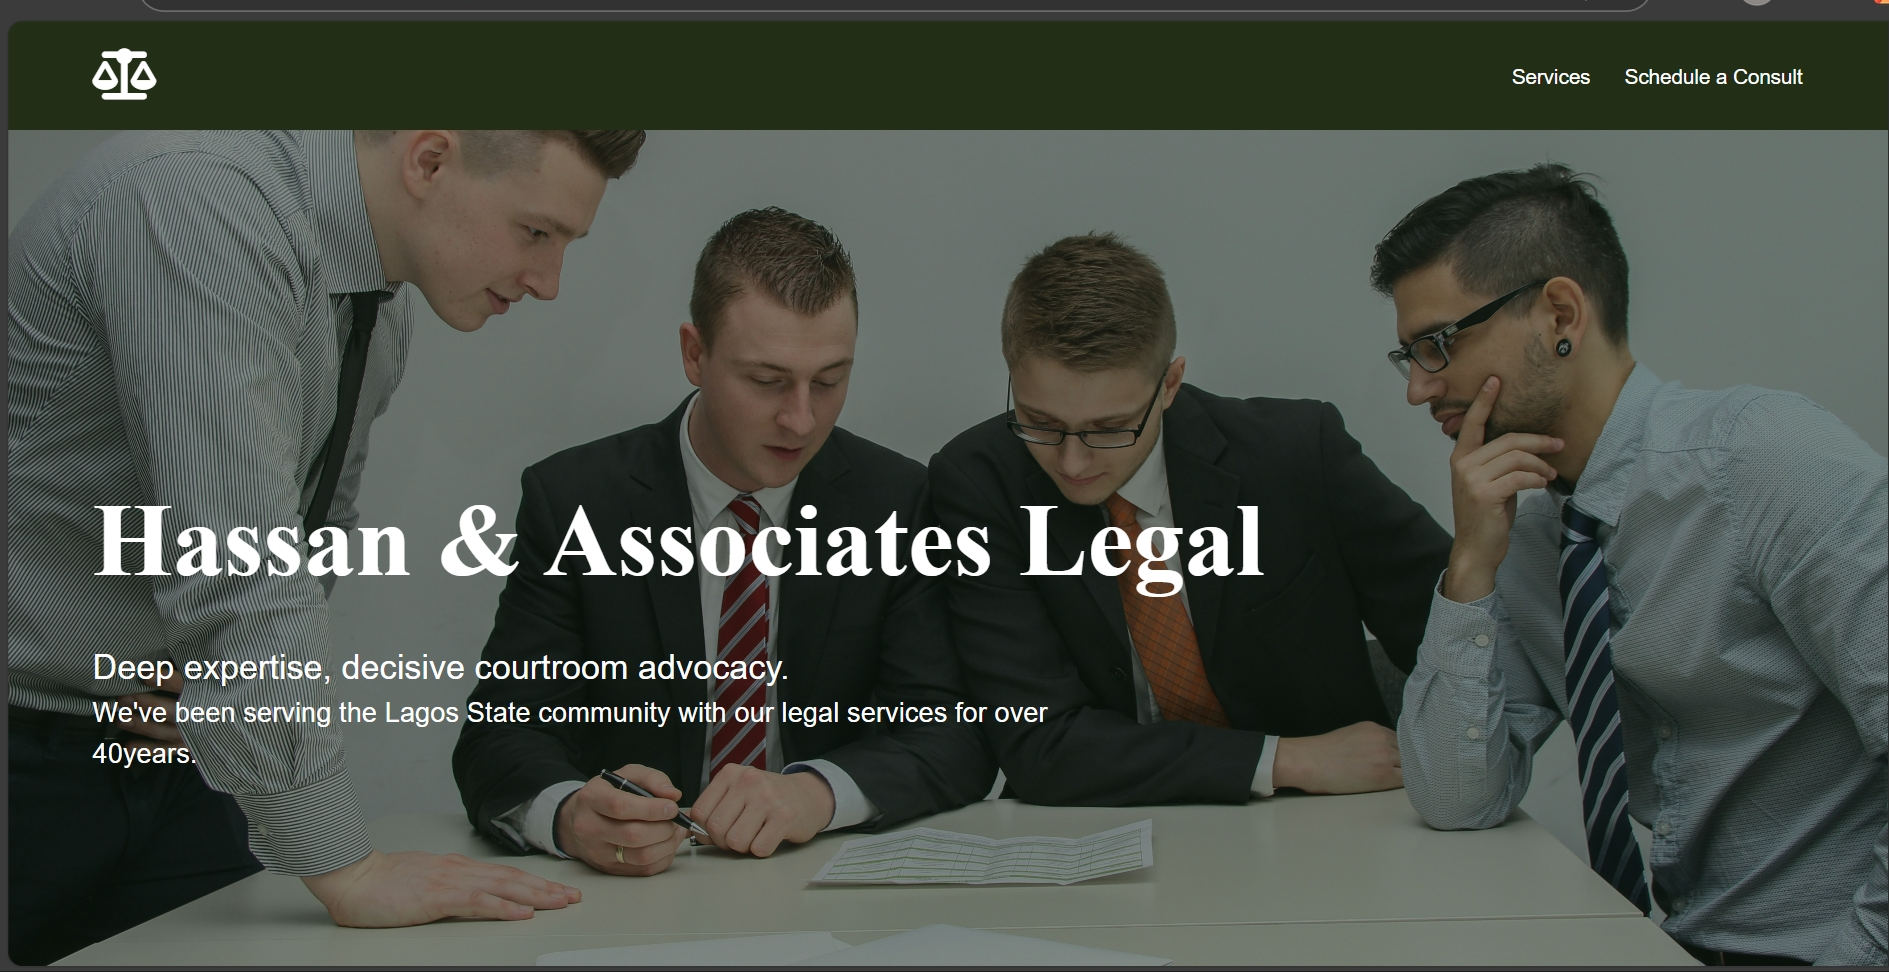 Services
Schedule a Consult
Hassan & Associates Legal
Deep expertise, decisive courtroom advocacy.
We've been serving the Lagos State community with our legal services for over
40years.